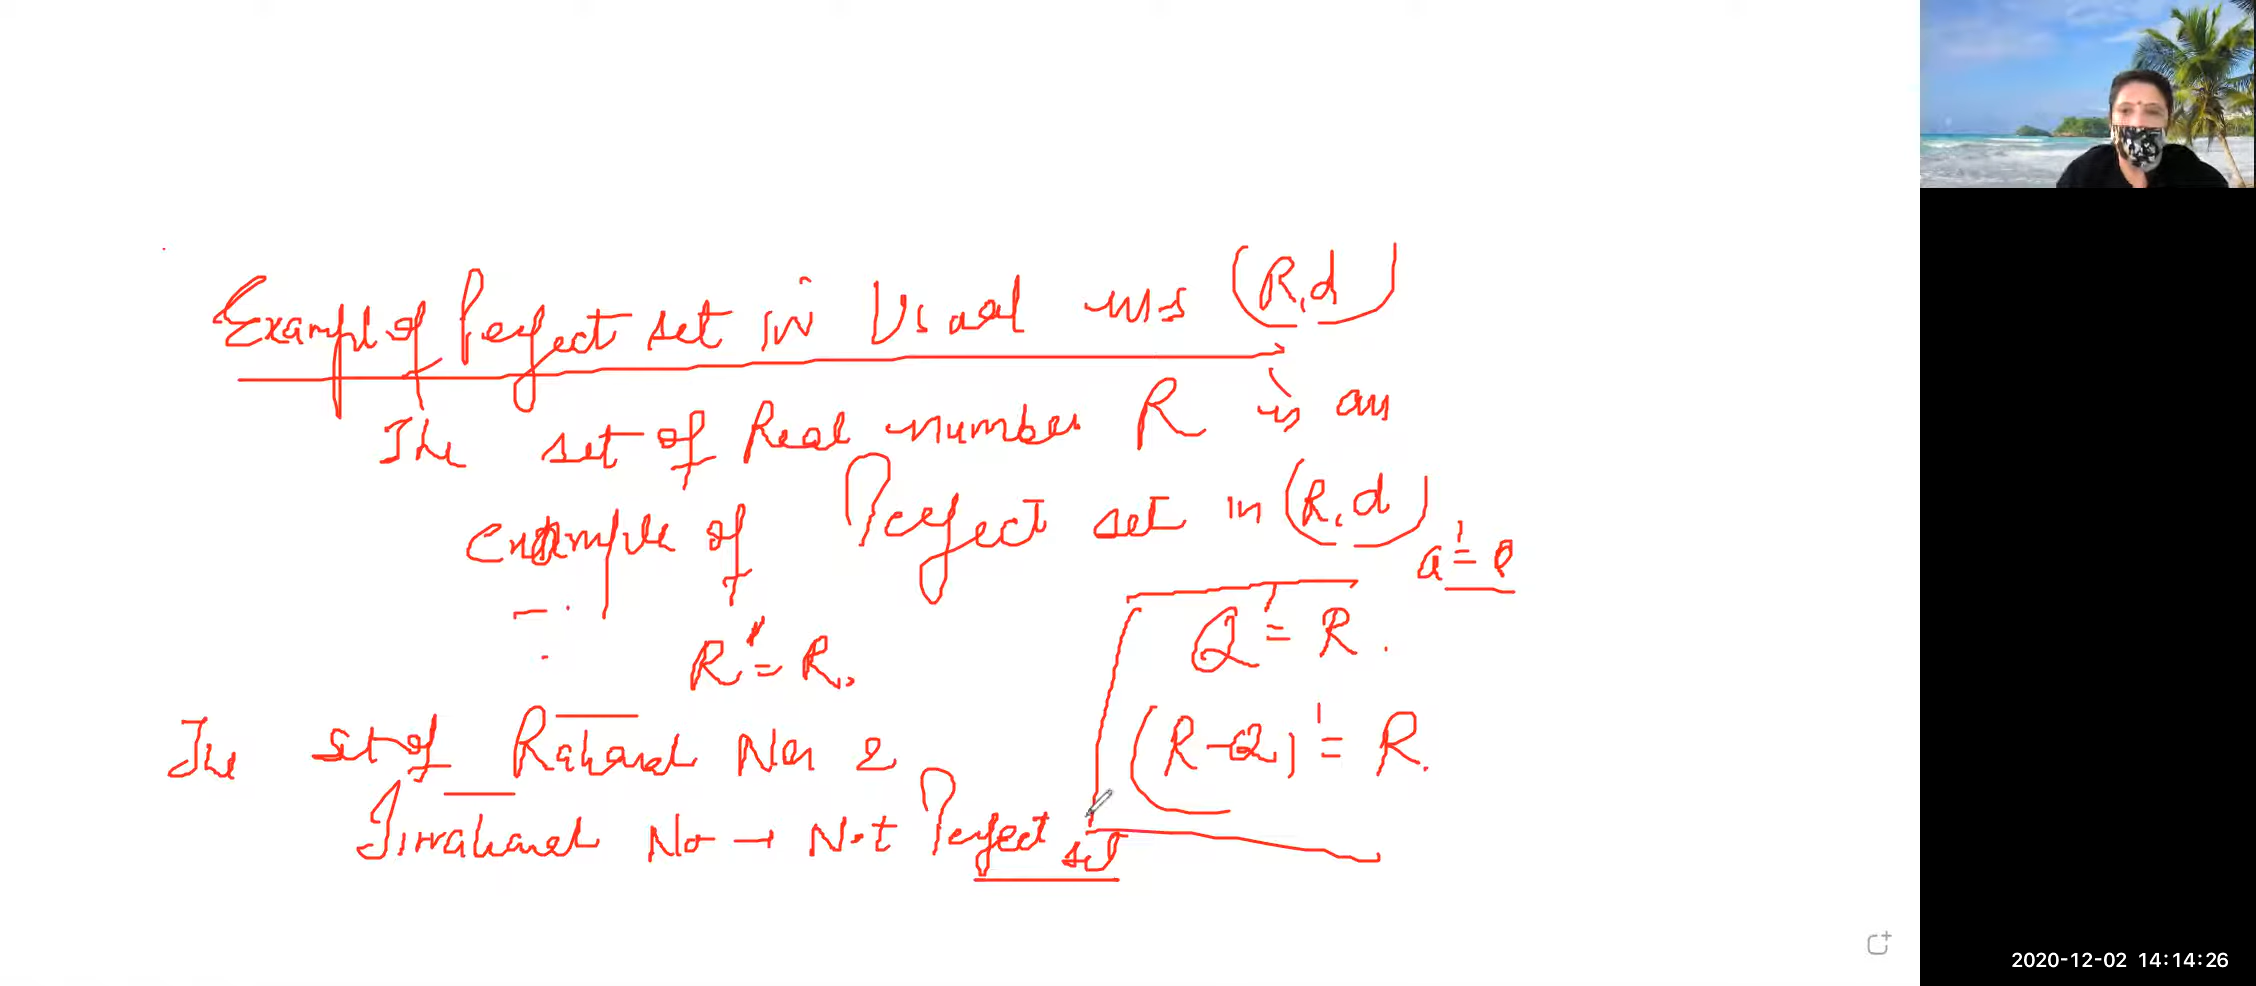 Example of Perfect set in Usual m.s (R,d)
The set of Real number R is an
example of Perfect set in (R,d)
R' = R.
The set of Rational Nos &
Irrational No → Not Perfect set
Q' = R.
(R-Q)' = R.
2020-12-02 14:14:26